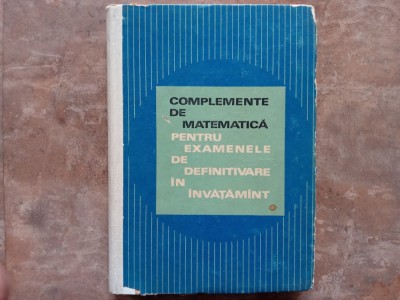 COMPLEMENTE
DE
MATEMATICĂ
PENTRU
EXAMENELE
DE
DEFINITIVARE
ÎN
ÎNVĂȚĂMÎNT